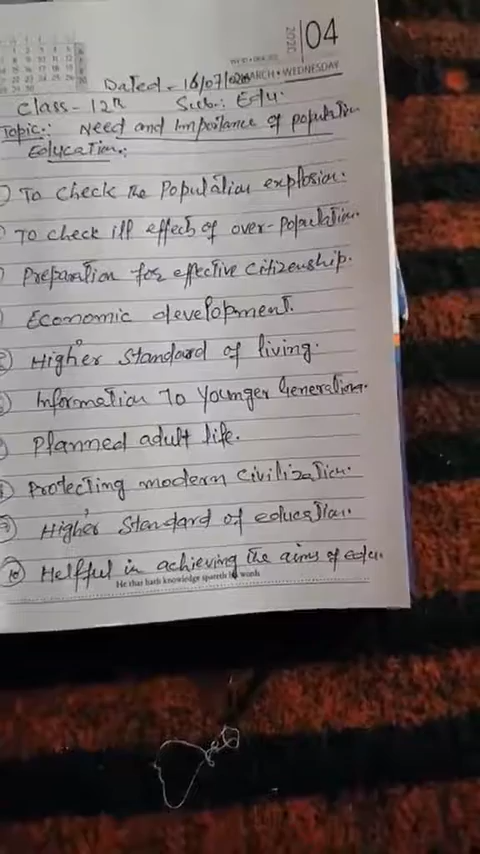 04
2020
MARCH • WEDNESDAY
Dated - 16/07/
Class - 12th Sub: Edu.
Topic: Need and Importance of population
Education:
To check the Population explosion.
To check ill effects of over-population.
Preparation for effective citizenship.
Economic development.
Higher Standard of living.
Information To Younger Generation.
Planned adult life.
Protecting modern civilization.
Higher Standard of education.
10 Helpful in achieving the aims of edu.
He that hath knowledge spareth his words